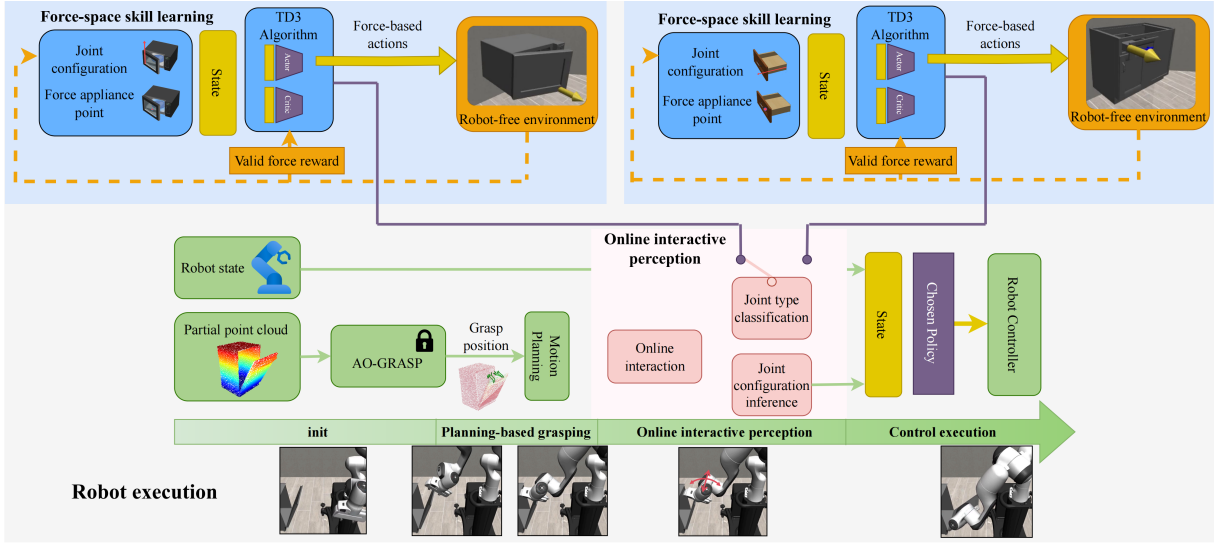 Force-space skill learning
Joint
configuration
Force appliance
point
State
TD3
Algorithm
Actor
Critic
Force-based
actions
Robot-free environment
Valid force reward
Force-space skill learning
Joint
configuration
Force appliance
point
State
TD3
Algorithm
Actor
Critic
Force-based
actions
Robot-free environment
Valid force reward
Robot state
Partial point cloud
AO-GRASP
Grasp
position
Motion
Planning
Online interactive
perception
Online
interaction
Joint type
classification
Joint
configuration
inference
State
Chosen Policy
Robot Controller
init
Planning-based grasping
Online interactive perception
Control execution
Robot execution